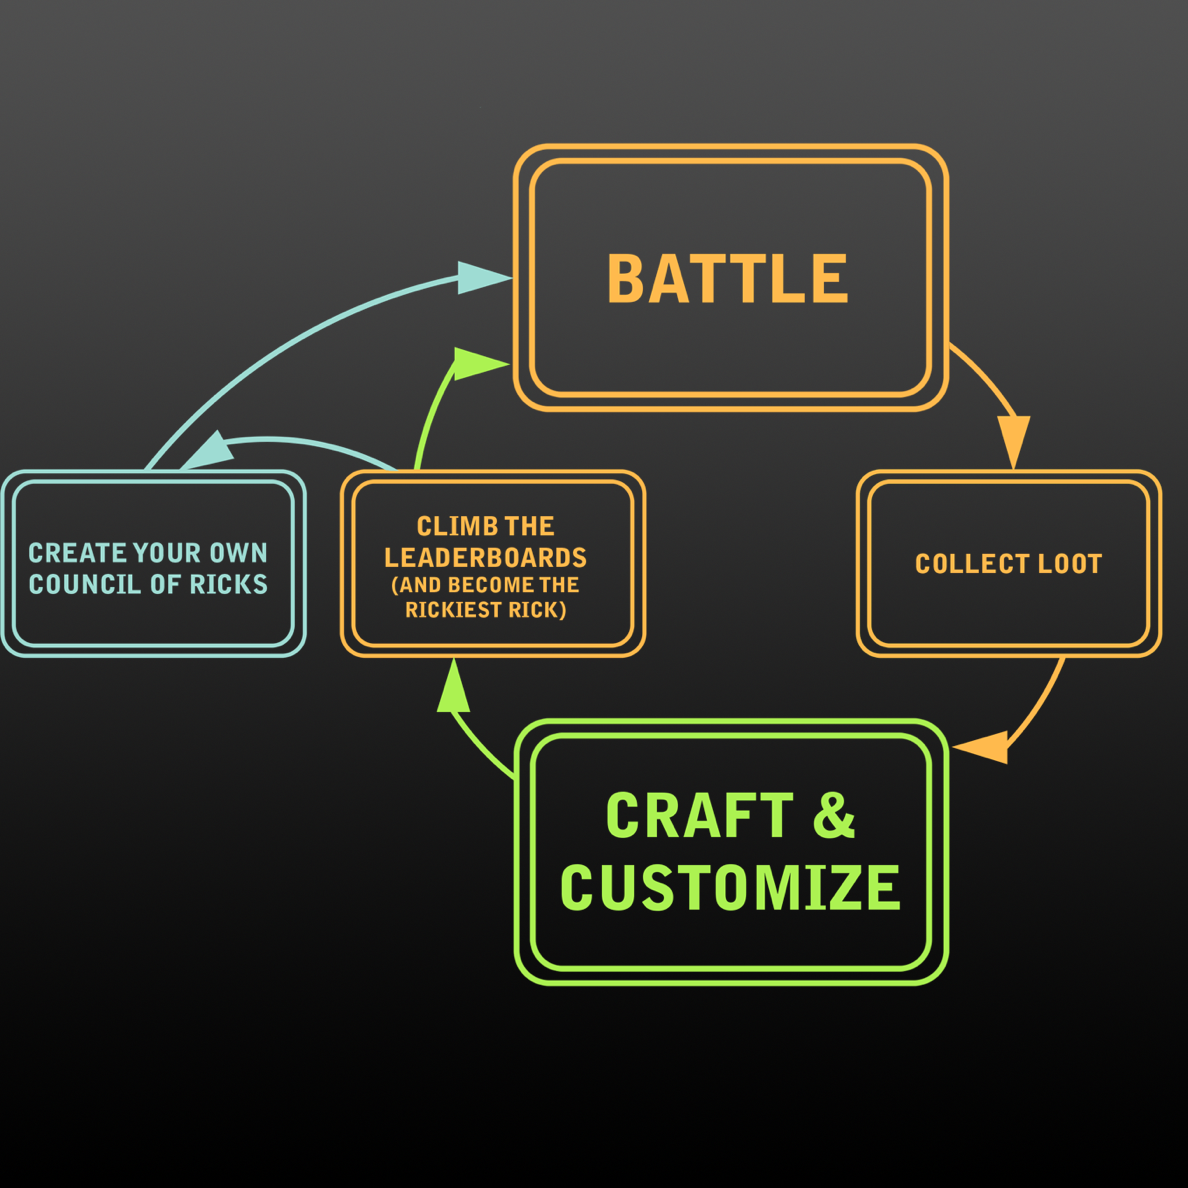 BATTLE
CREATE YOUR OWN
COUNCIL OF RICKS
CLIMB THE
LEADERBOARDS
(AND BECOME THE
RICKIEST RICK)
COLLECT LOOT
CRAFT &
CUSTOMIZE